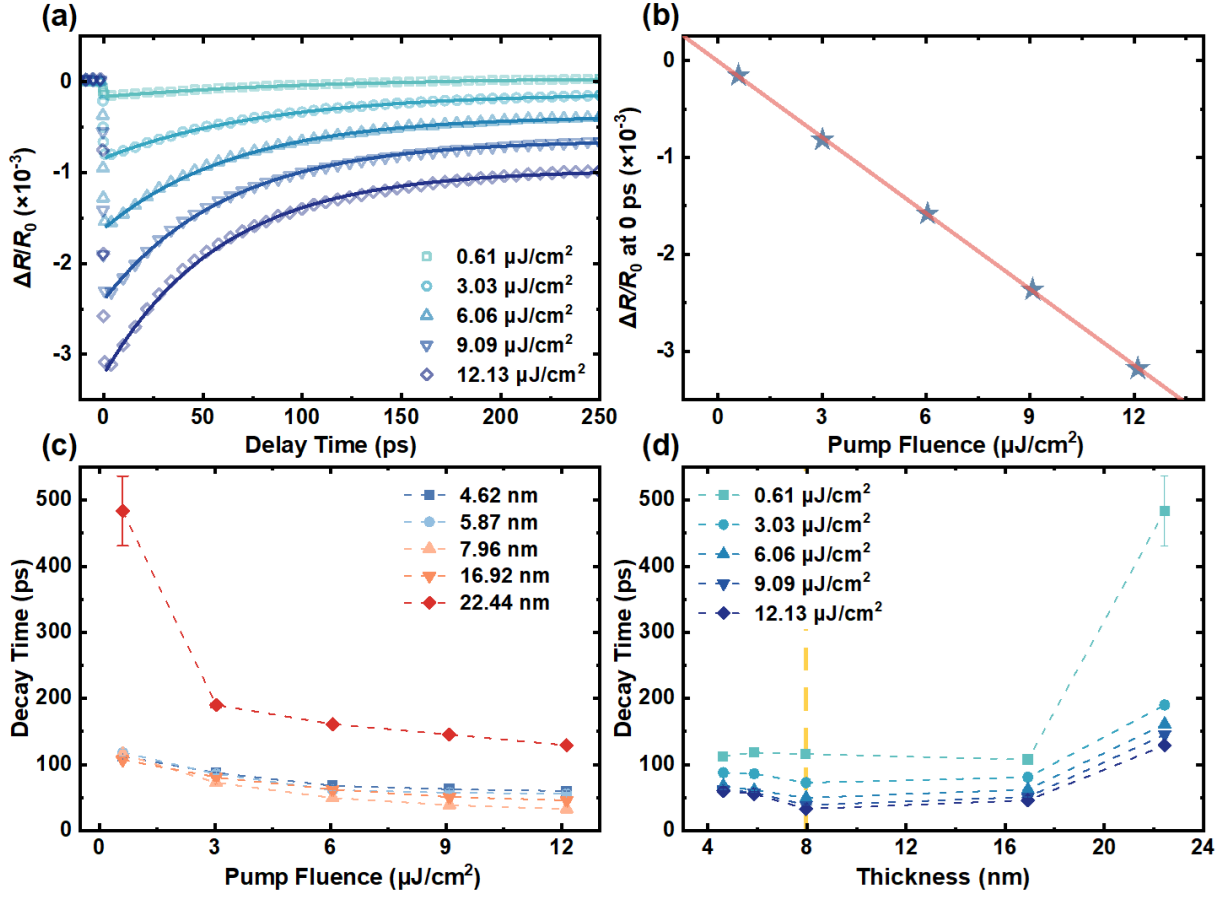 (a)
0
-1
-2
-3
ΔR/R₀ (×10⁻³)
0.61 μJ/cm²
3.03 μJ/cm²
6.06 μJ/cm²
9.09 μJ/cm²
12.13 μJ/cm²
0 50 100 150 200 250
Delay Time (ps)
(b)
0
-1
-2
-3
ΔR/R₀ at 0 ps (×10⁻³)
0 3 6 9 12
Pump Fluence (μJ/cm²)
(c)
500
400
300
200
100
0
Decay Time (ps)
4.62 nm
5.87 nm
7.96 nm
16.92 nm
22.44 nm
0 3 6 9 12
Pump Fluence (μJ/cm²)
(d)
500
400
300
200
100
0
Decay Time (ps)
0.61 μJ/cm²
3.03 μJ/cm²
6.06 μJ/cm²
9.09 μJ/cm²
12.13 μJ/cm²
4 8 12 16 20 24
Thickness (nm)